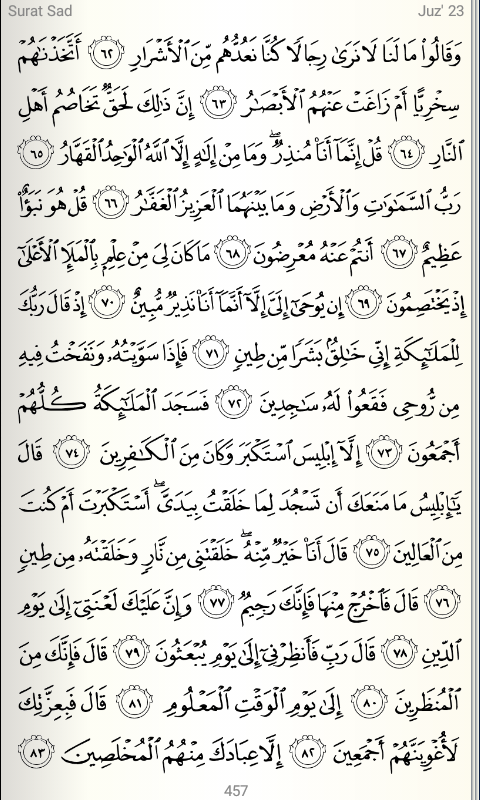 Surat Sad Juz' 23
وَقَالُوا۟ مَا لَنَا لَا نَرَىٰ رِجَالًا كُنَّا نَعُدُّهُم مِّنَ ٱلْأَشْرَارِ ٦٢ أَتَّخَذْنَٰهُمْ
سِخْرِيًّا أَمْ زَاغَتْ عَنْهُمُ ٱلْأَبْصَٰرُ ٦٣ إِنَّ ذَٰلِكَ لَحَقٌّ تَخَاصُمُ أَهْلِ
ٱلنَّارِ ٦٤ قُلْ إِنَّمَآ أَنَا۠ مُنذِرٌ ۖ وَمَا مِنْ إِلَٰهٍ إِلَّا ٱللَّهُ ٱلْوَٰحِدُ ٱلْقَهَّارُ ٦٥
رَبُّ ٱلسَّمَٰوَٰتِ وَٱلْأَرْضِ وَمَا بَيْنَهُمَا ٱلْعَزِيزُ ٱلْغَفَّٰرُ ٦٦ قُلْ هُوَ نَبَؤٌا۟
عَظِيمٌ ٦٧ أَنتُمْ عَنْهُ مُعْرِضُونَ ٦٨ مَا كَانَ لِىَ مِنْ عِلْمٍۭ بِٱلْمَلَإِ ٱلْأَعْلَىٰٓ
إِذْ يَخْتَصِمُونَ ٦٩ إِن يُوحَىٰٓ إِلَىَّ إِلَّآ أَنَّمَآ أَنَا۠ نَذِيرٌ مُّبِينٌ ٧٠ إِذْ قَالَ رَبُّكَ
لِلْمَلَٰٓئِكَةِ إِنِّى خَٰلِقٌۢ بَشَرًا مِّن طِينٍ ٧١ فَإِذَا سَوَّيْتُهُۥ وَنَفَخْتُ فِيهِ
مِن رُّوحِى فَقَعُوا۟ لَهُۥ سَٰجِدِينَ ٧٢ فَسَجَدَ ٱلْمَلَٰٓئِكَةُ كُلُّهُمْ
أَجْمَعُونَ ٧٣ إِلَّآ إِبْلِيسَ ٱسْتَكْبَرَ وَكَانَ مِنَ ٱلْكَٰفِرِينَ ٧٤ قَالَ
يَٰٓإِبْلِيسُ مَا مَنَعَكَ أَن تَسْجُدَ لِمَا خَلَقْتُ بِيَدَىَّ ۖ أَسْتَكْبَرْتَ أَمْ كُنتَ
مِنَ ٱلْعَالِينَ ٧٥ قَالَ أَنَا۠ خَيْرٌ مِّنْهُ ۖ خَلَقْتَنِى مِن نَّارٍ وَخَلَقْتَهُۥ مِن طِينٍ
٧٦ قَالَ فَٱخْرُجْ مِنْهَا فَإِنَّكَ رَجِيمٌ ٧٧ وَإِنَّ عَلَيْكَ لَعْنَتِىٓ إِلَىٰ يَوْمِ
ٱلدِّينِ ٧٨ قَالَ رَبِّ فَأَنظِرْنِىٓ إِلَىٰ يَوْمِ يُبْعَثُونَ ٧٩ قَالَ فَإِنَّكَ مِنَ
ٱلْمُنظَرِينَ ٨٠ إِلَىٰ يَوْمِ ٱلْوَقْتِ ٱلْمَعْلُومِ ٨١ قَالَ فَبِعِزَّتِكَ
لَأُغْوِيَنَّهُمْ أَجْمَعِينَ ٨٢ إِلَّا عِبَادَكَ مِنْهُمُ ٱلْمُخْلَصِينَ ٨٣
457